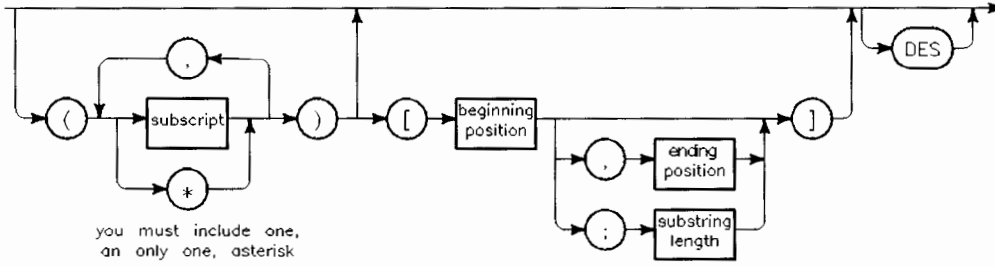 DES
,
( subscript ) [ beginning position ]
*
, ending position
; substring length
you must include one,
an only one, asterisk